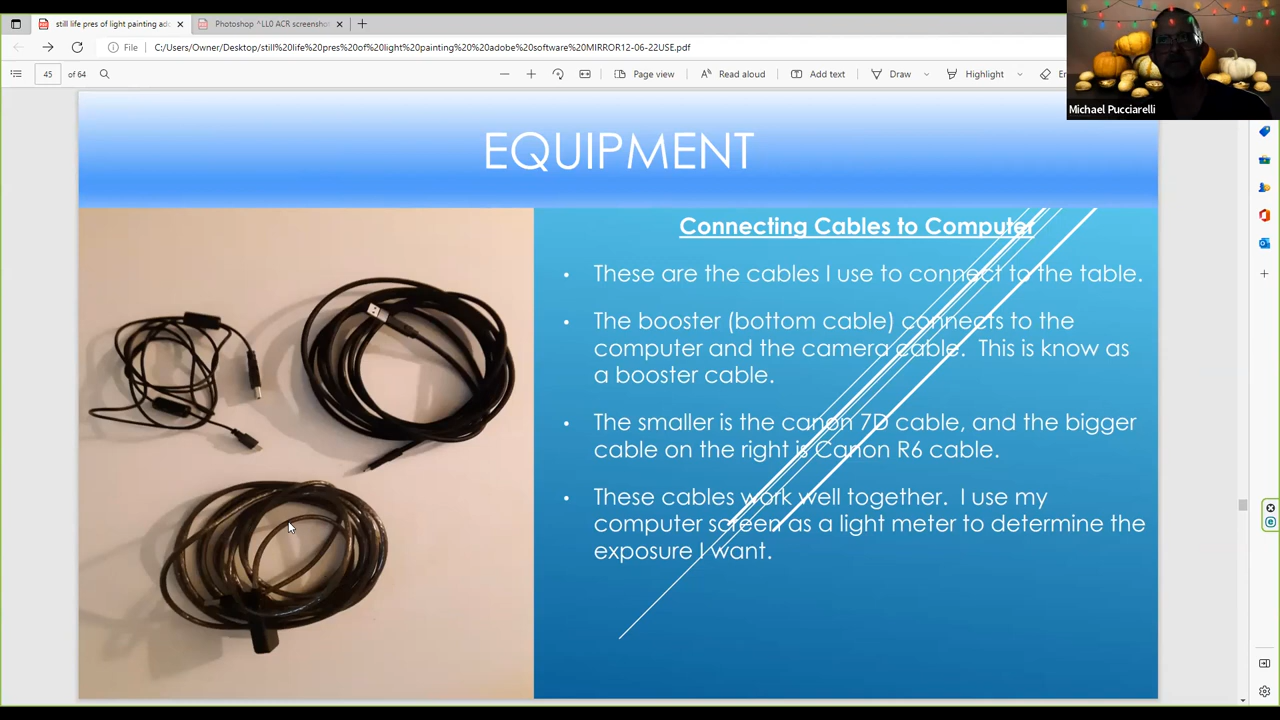 still life pres of light painting ado
Photoshop ^LL0 ACR screenshot
File
C:/Users/Owner/Desktop/still%20life%20pres%20of%20light%20painting%20%20adobe%20software%20MIRROR12-06-22USE.pdf
45
of 64
Page view
Read aloud
Add text
Draw
Highlight
Michael Pucciarelli
EQUIPMENT
Connecting Cables to Computer
• These are the cables I use to connect to the table.
• The booster (bottom cable) connects to the
computer and the camera cable. This is know as
a booster cable.
• The smaller is the canon 7D cable, and the bigger
cable on the right is Canon R6 cable.
• These cables work well together. I use my
computer screen as a light meter to determine the
exposure I want.